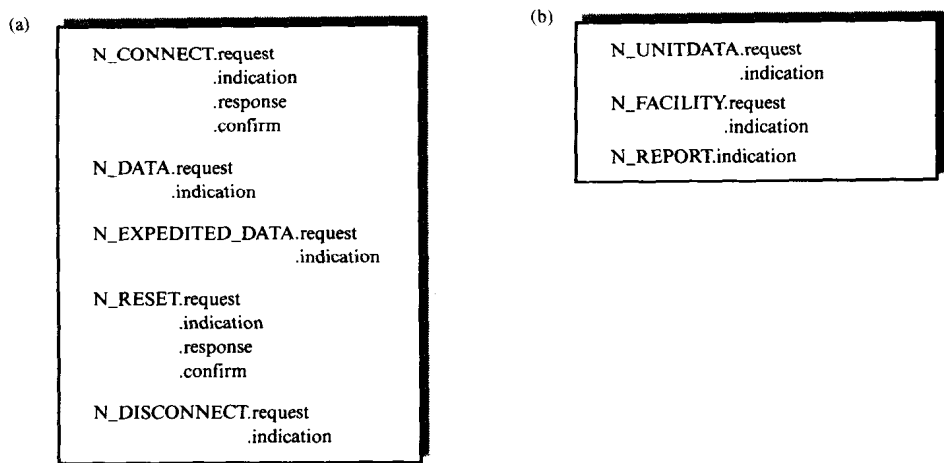 (a)
N_CONNECT.request
.indication
.response
.confirm
N_DATA.request
.indication
N_EXPEDITED_DATA.request
.indication
N_RESET.request
.indication
.response
.confirm
N_DISCONNECT.request
.indication
(b)
N_UNITDATA.request
.indication
N_FACILITY.request
.indication
N_REPORT.indication